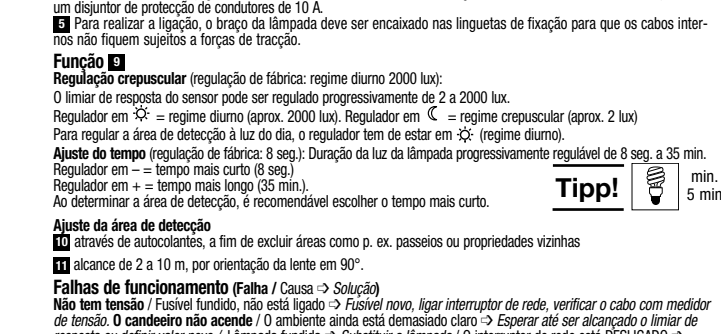 um disjuntor de protecção de condutores de 10 A.
5 Para realizar a ligação, o braço da lâmpada deve ser encaixado nas linguetas de fixação para que os cabos inter-
nos não fiquem sujeitos a forças de tracção.
Função 9
Regulação crepuscular (regulação de fábrica: regime diurno 2000 lux):
O limiar de resposta do sensor pode ser regulado progressivamente de 2 a 2000 lux.
Regulador em = regime diurno (aprox. 2000 lux). Regulador em = regime crepuscular (aprox. 2 lux)
Para regular a área de detecção à luz do dia, o regulador tem de estar em (regime diurno).
Ajuste do tempo (regulação de fábrica: 8 seg.): Duração da luz da lâmpada progressivamente regulável de 8 seg. a 35 min.
Regulador em – = tempo mais curto (8 seg.)
Regulador em + = tempo mais longo (35 min.).
Ao determinar a área de detecção, é recomendável escolher o tempo mais curto.
Tipp!
min.
5 min
Ajuste da área de detecção
10 através de autocolantes, a fim de excluir áreas como p. ex. passeios ou propriedades vizinhas
11 alcance de 2 a 10 m, por orientação da lente em 90°.
Falhas de funcionamento (Falha / Causa ➩ Solução)
Não tem tensão / Fusível fundido, não está ligado ➩ Fusível novo, ligar interruptor de rede, verificar o cabo com medidor
de tensão. O candeeiro não acende / O ambiente ainda está demasiado claro ➩ Esperar até ser alcançado o limiar de